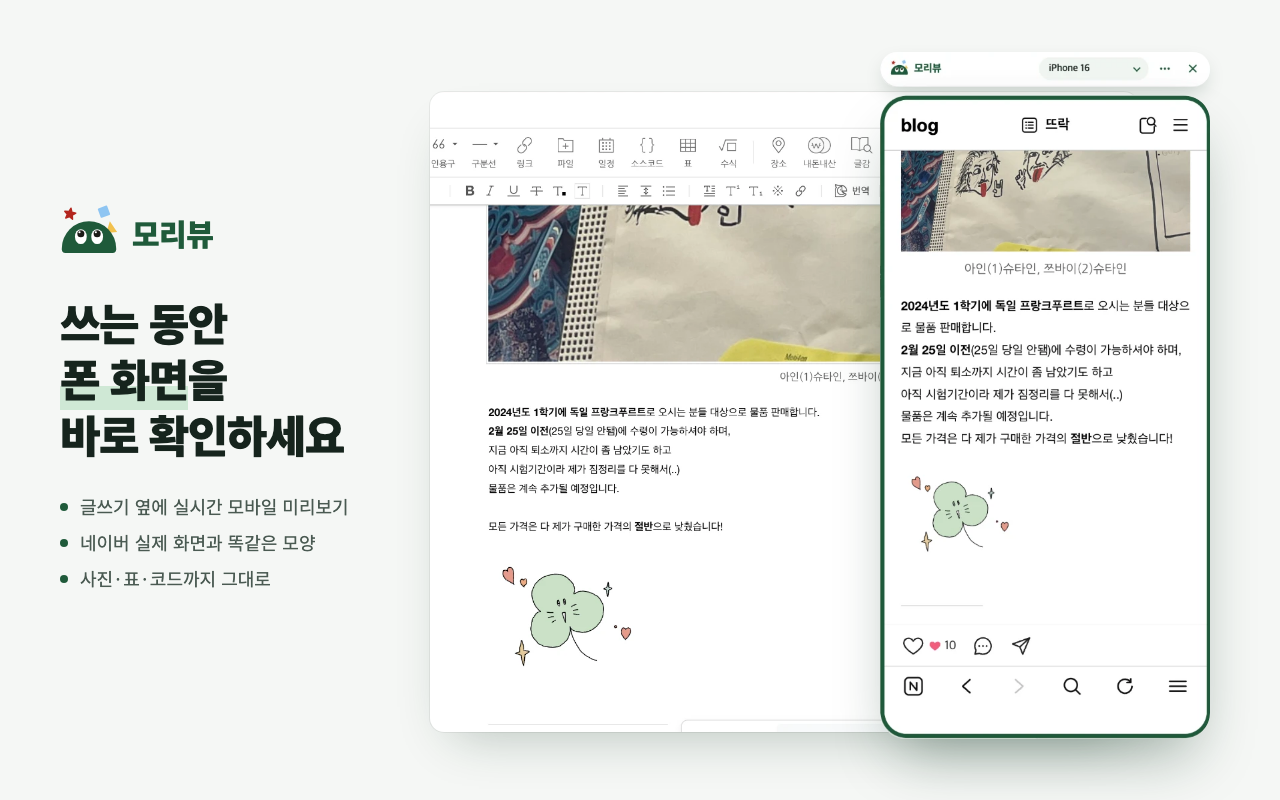 모리뷰
쓰는 동안
폰 화면을
바로 확인하세요
글쓰기 옆에 실시간 모바일 미리보기
네이버 실제 화면과 똑같은 모양
사진·표·코드까지 그대로
66
인용구
구분선
링크
파일
일정
소스코드
표
수식
장소
내돈내산
글감
B I U T T T T T¹ T₁ 번역
아인(1)슈타인, 쪼바이(
2024년도 1학기에 독일 프랑크푸르트로 오시는 분들 대상으로 물품 판매합니다.
2월 25일 이전(25일 당일 안됌)에 수령이 가능하셔야 하며,
지금 아직 퇴소까지 시간이 좀 남았기도 하고
아직 시험기간이라 제가 짐정리를 다 못해서(..)
물품은 계속 추가될 예정입니다.
모든 가격은 다 제가 구매한 가격의 절반으로 낮췄습니다!
모리뷰
iPhone 16
blog
뜨락
아인(1)슈타인, 쪼바이(2)슈타인
2024년도 1학기에 독일 프랑크푸르트로 오시는 분들 대상으
로 물품 판매합니다.
2월 25일 이전(25일 당일 안됌)에 수령이 가능하셔야 하며,
지금 아직 퇴소까지 시간이 좀 남았기도 하고
아직 시험기간이라 제가 짐정리를 다 못해서(..)
물품은 계속 추가될 예정입니다.
모든 가격은 다 제가 구매한 가격의 절반으로 낮췄습니다!
10
N